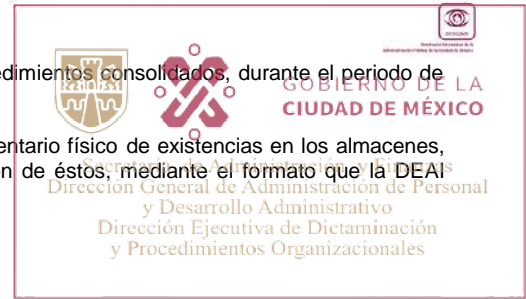 edimientos consolidados, durante el periodo de
GOBIERNO DE LA
CIUDAD DE MÉXICO
entario físico de existencias en los almacenes,
Secretaría de Administración y Finanzas
n de éstos, mediante el formato que la DEAI
Dirección General de Administración de Personal
y Desarrollo Administrativo
Dirección Ejecutiva de Dictaminación
y Procedimientos Organizacionales